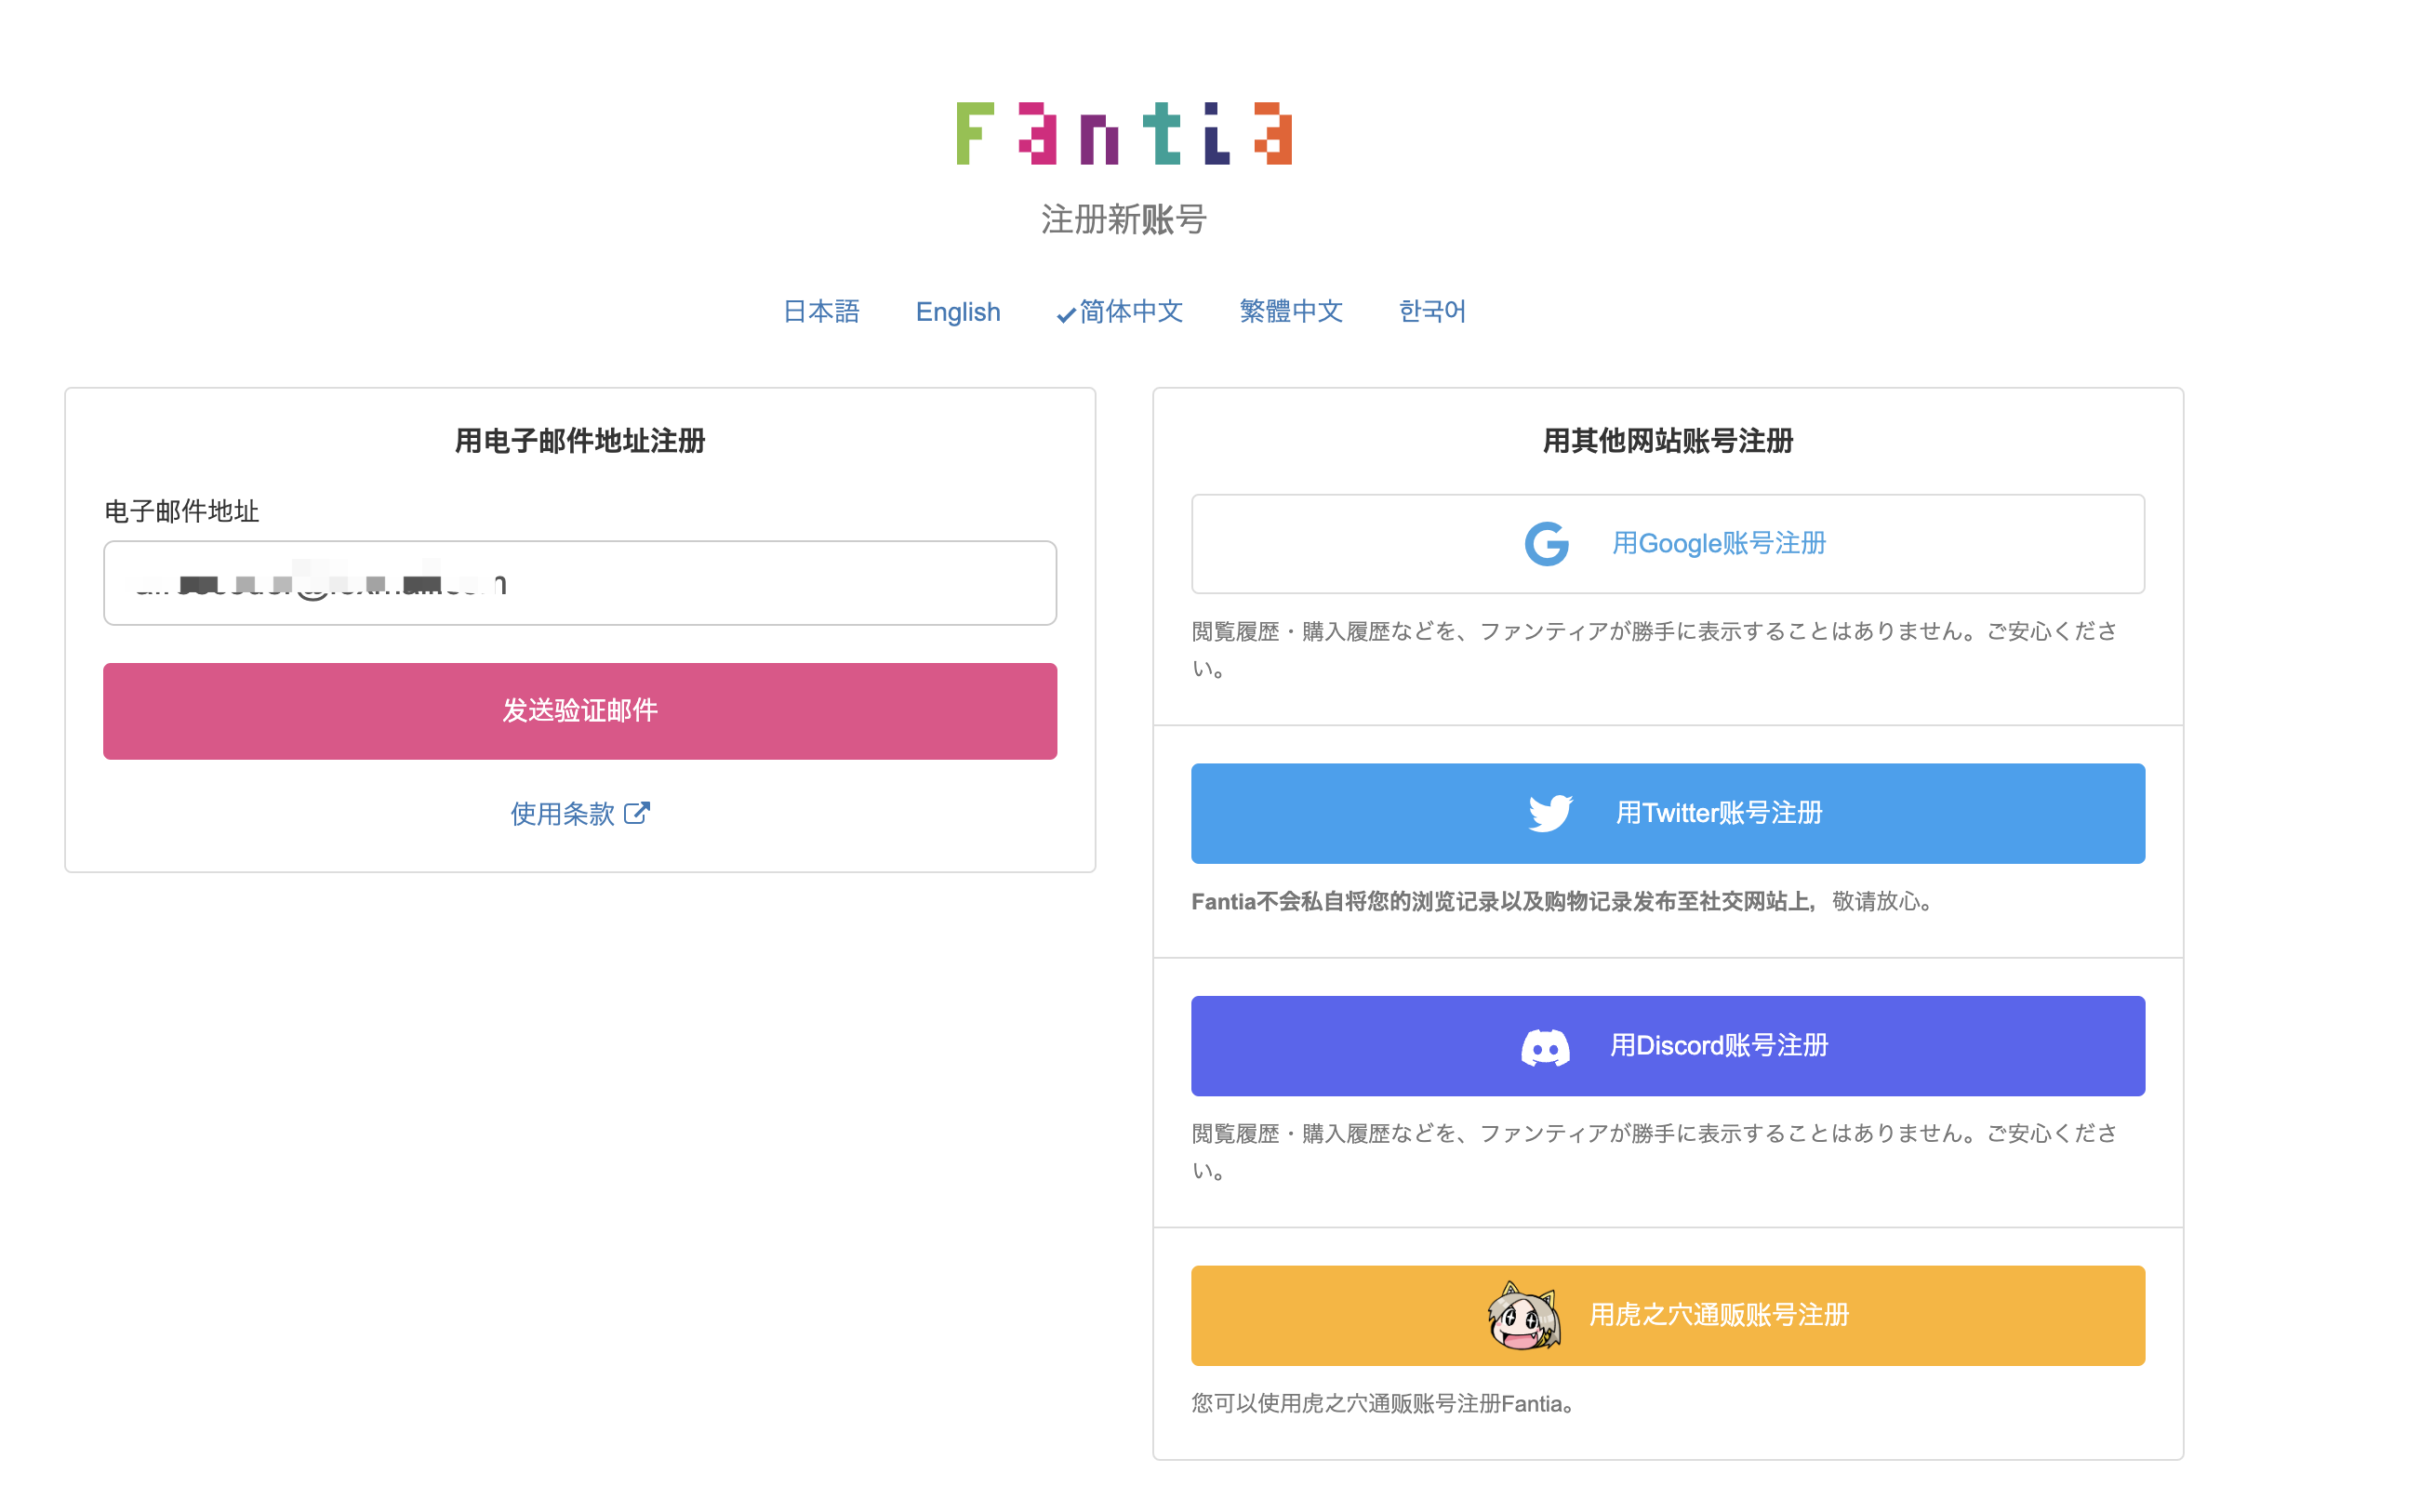 Fantia
注册新账号
日本語 English 简体中文 繁體中文 한국어
用电子邮件地址注册
电子邮件地址
发送验证邮件
使用条款
用其他网站账号注册
用Google账号注册
閲覧履歴・購入履歴などを、ファンティアが勝手に表示することはありません。ご安心くださ
い。
用Twitter账号注册
Fantia不会私自将您的浏览记录以及购物记录发布至社交网站上，敬请放心。
用Discord账号注册
閲覧履歴・購入履歴などを、ファンティアが勝手に表示することはありません。ご安心くださ
い。
用虎之穴通贩账号注册
您可以使用虎之穴通贩账号注册Fantia。